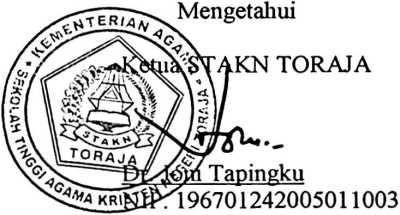 Mengetahui
Ketua STAKN TORAJA
KEMENTERIAN AGAMA
SEKOLAH TINGGI AGAMA KRISTEN NEGERI TORAJA
STAKN
TORAJA
Dr. Joni Tapingku
NIP. 196701242005011003